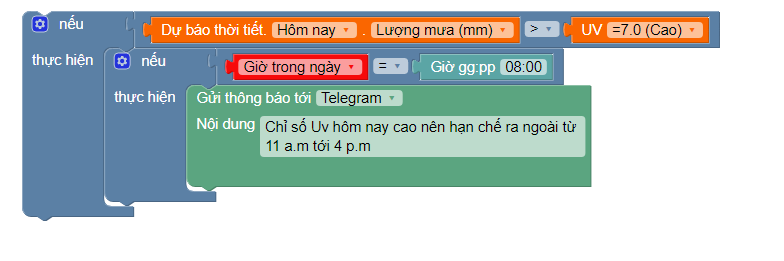 nếu Dự báo thời tiết. Hôm nay . Lượng mưa (mm) > UV =7.0 (Cao)
thực hiện nếu Giờ trong ngày = Giờ gg:pp 08:00
thực hiện Gửi thông báo tới Telegram
Nội dung Chỉ số Uv hôm nay cao nên hạn chế ra ngoài từ
11 a.m tới 4 p.m